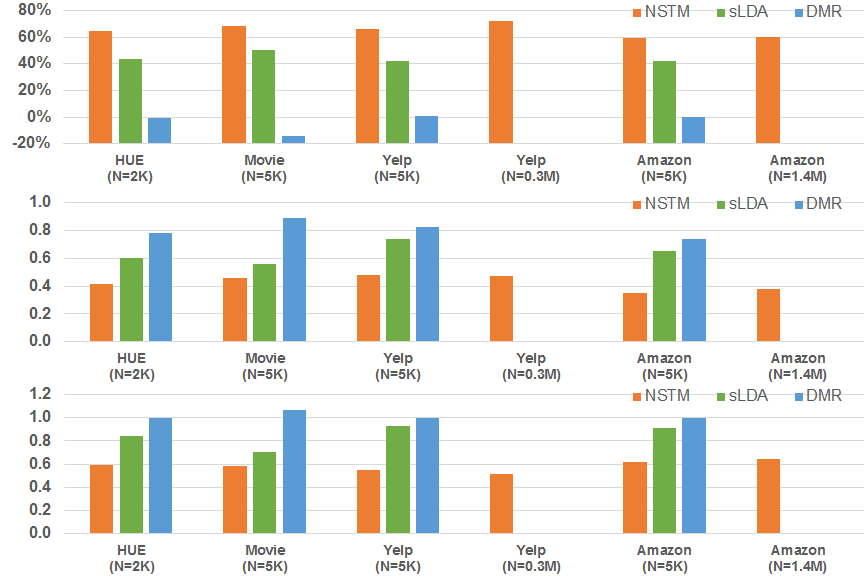 80%
NSTM sLDA DMR
60%
40%
20%
0%
-20%
HUE Movie Yelp Yelp Amazon Amazon
(N=2K) (N=5K) (N=5K) (N=0.3M) (N=5K) (N=1.4M)
1.0
NSTM sLDA DMR
0.8
0.6
0.4
0.2
0.0
HUE Movie Yelp Yelp Amazon Amazon
(N=2K) (N=5K) (N=5K) (N=0.3M) (N=5K) (N=1.4M)
1.2
NSTM sLDA DMR
1.0
0.8
0.6
0.4
0.2
0.0
HUE Movie Yelp Yelp Amazon Amazon
(N=2K) (N=5K) (N=5K) (N=0.3M) (N=5K) (N=1.4M)